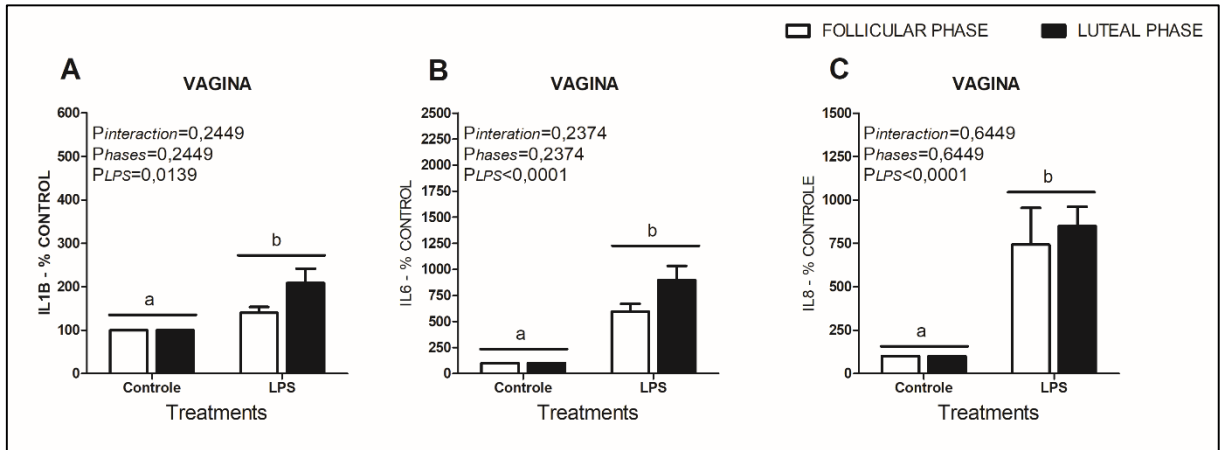 FOLLICULAR PHASE
LUTEAL PHASE
A
VAGINA
600
500
400
300
200
100
0
IL1B - % CONTROL
Pinteraction=0,2449
Phases=0,2449
PLPS=0,0139
a
b
Controle
LPS
Treatments
B
VAGINA
2500
2250
2000
1750
1500
1250
1000
750
500
250
0
IL6 - % CONTROL
Pinteration=0,2374
Phases=0,2374
PLPS<0,0001
a
b
Controle
LPS
Treatments
C
VAGINA
1500
1250
1000
750
500
250
0
IL8 - % CONTROLE
Pinteraction=0,6449
Phases=0,6449
PLPS<0,0001
a
b
Controle
LPS
Treatments